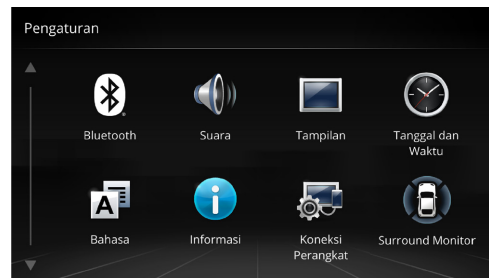 Pengaturan
Bluetooth
Suara
Tampilan
Tanggal dan
Waktu
A
Bahasa
Informasi
Koneksi
Perangkat
Surround Monitor